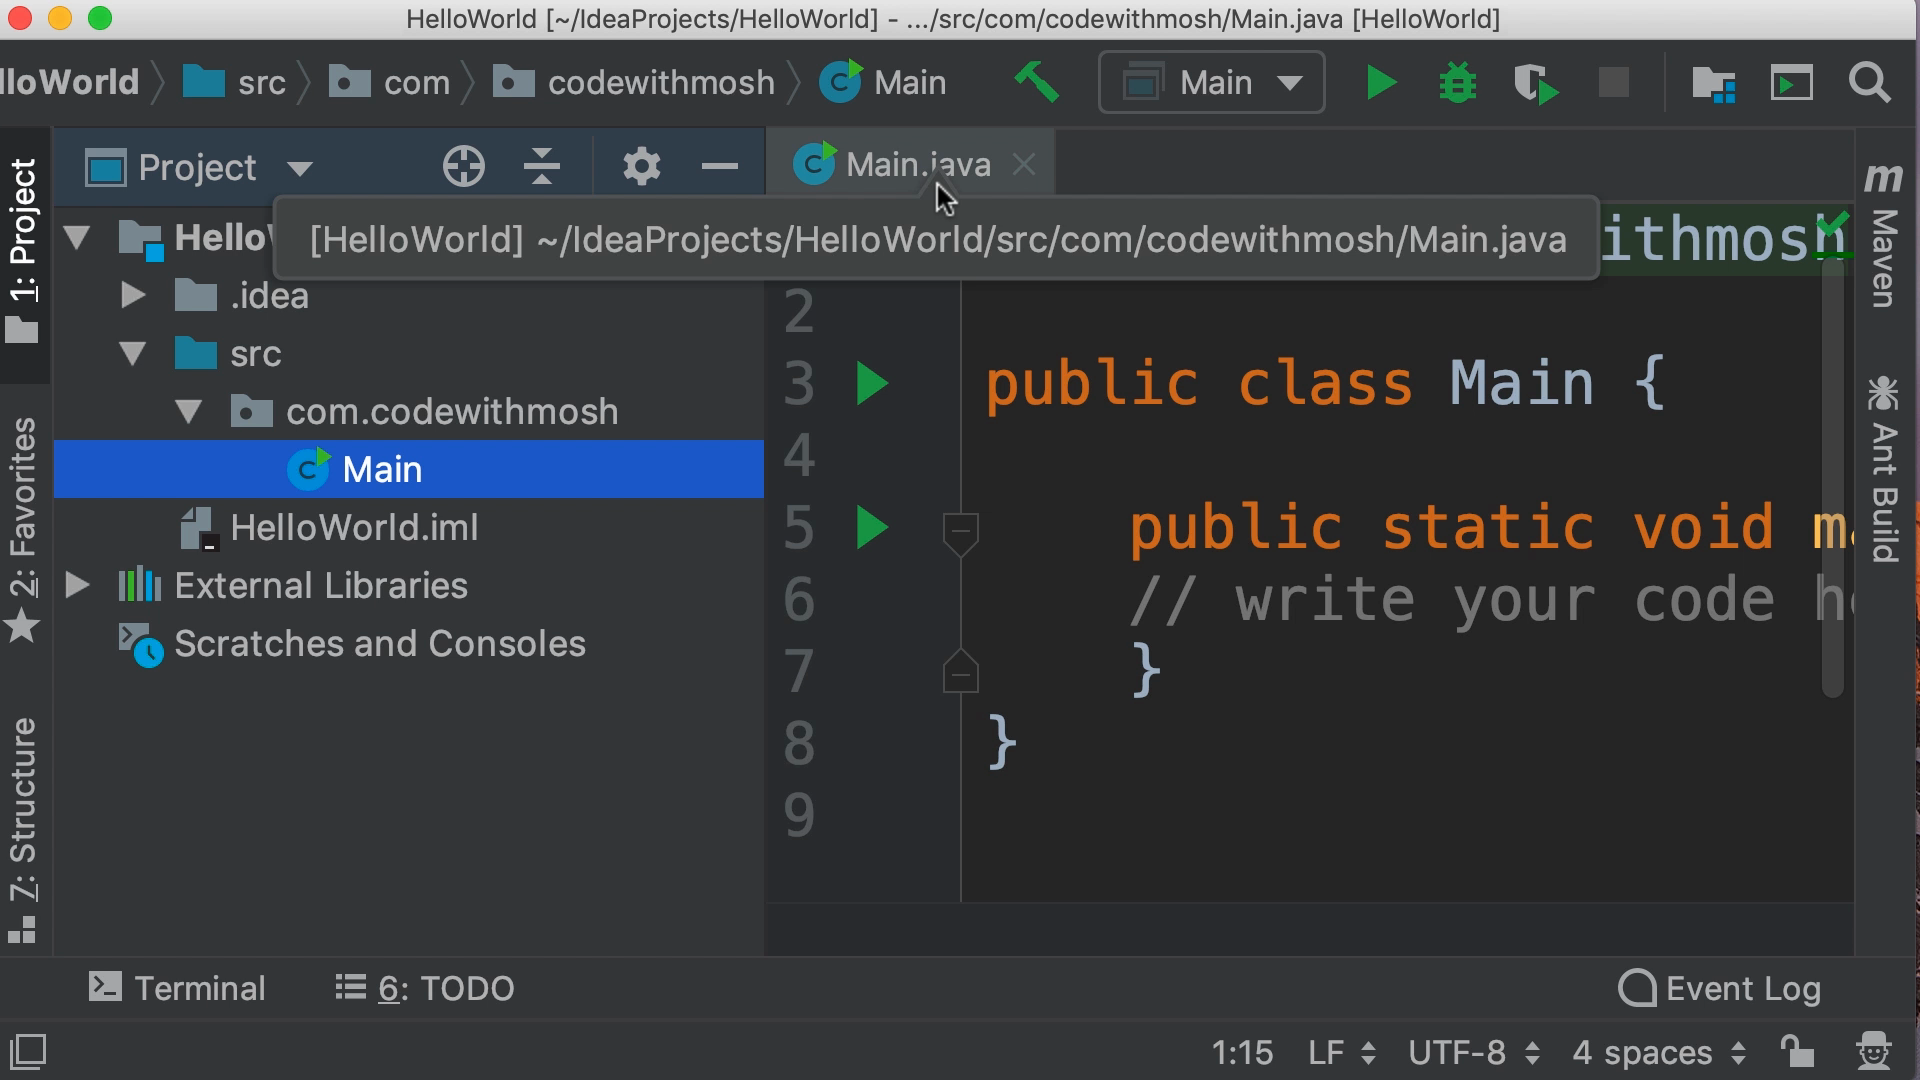 HelloWorld [~/IdeaProjects/HelloWorld] - .../src/com/codewithmosh/Main.java [HelloWorld]
lloWorld src com codewithmosh Main Main
1: Project
2: Favorites
7: Structure
Project
Main.java
[HelloWorld] ~/IdeaProjects/HelloWorld/src/com/codewithmosh/Main.java
Hello
.idea
src
com.codewithmosh
Main
HelloWorld.iml
External Libraries
Scratches and Consoles
ithmosh
2
3 public class Main {
4
5 public static void ma
6 // write your code he
7 }
8 }
9
m Maven
Ant Build
Terminal 6: TODO Event Log
1:15 LF UTF-8 4 spaces